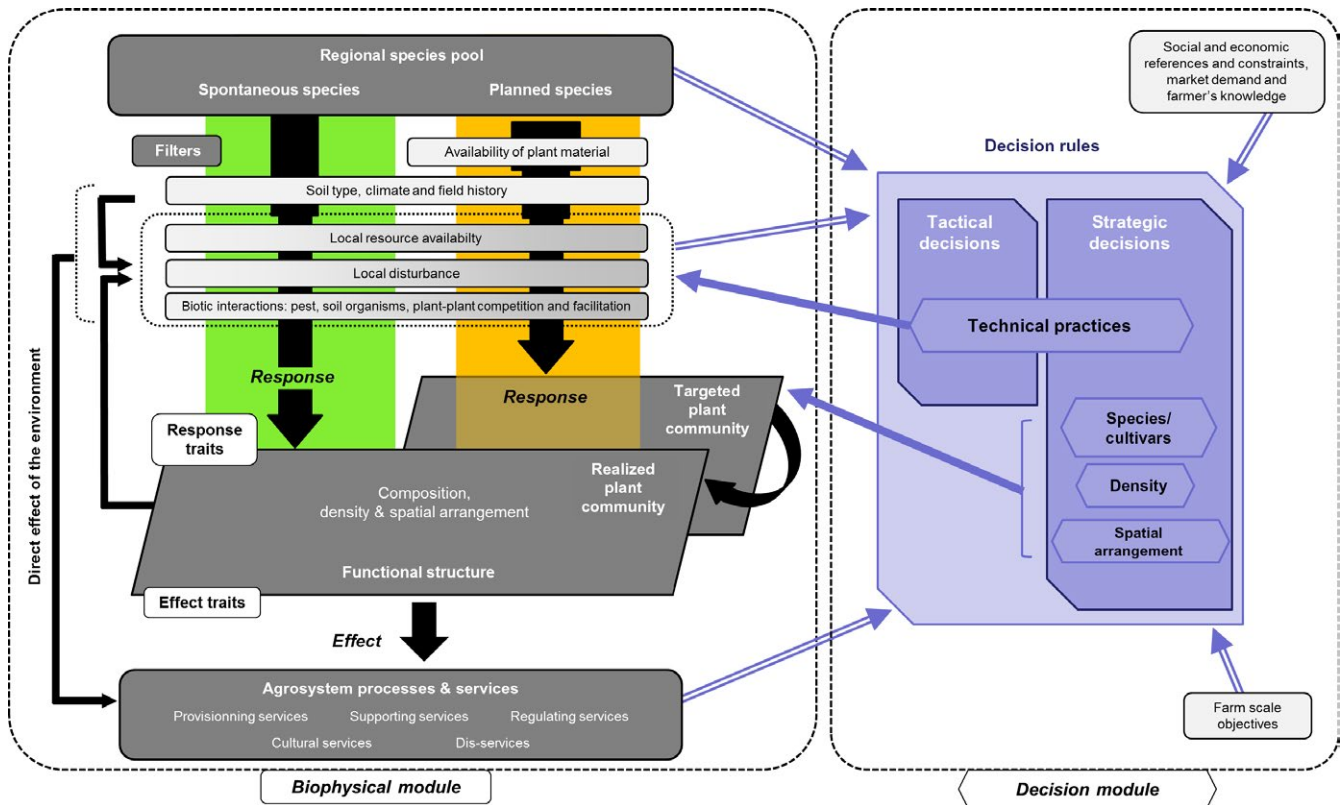 Regional species pool
Spontaneous species
Planned species
Filters
Availability of plant material
Soil type, climate and field history
Local resource availabilty
Local disturbance
Biotic interactions: pest, soil organisms, plant-plant competition and facilitation
Response
Response
Targeted
plant
community
Response
traits
Realized
plant
community
Composition,
density & spatial arrangement
Functional structure
Effect traits
Effect
Direct effect of the environment
Agrosystem processes & services
Provisionning services
Supporting services
Regulating services
Cultural services
Dis-services
Biophysical module
Social and economic
references and constraints,
market demand and
farmer's knowledge
Decision rules
Tactical
decisions
Strategic
decisions
Technical practices
Species/
cultivars
Density
Spatial
arrangement
Farm scale
objectives
Decision module